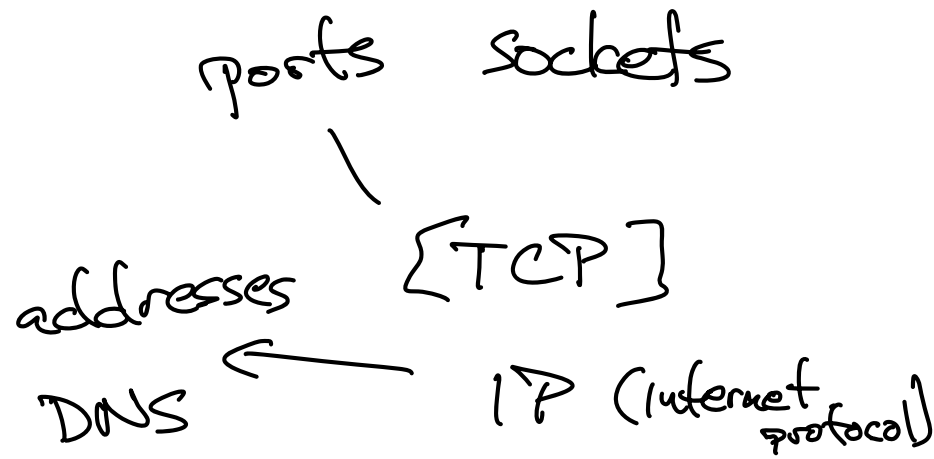 ports sockets
[TCP]
addresses
DNS
IP (internet
protocol)